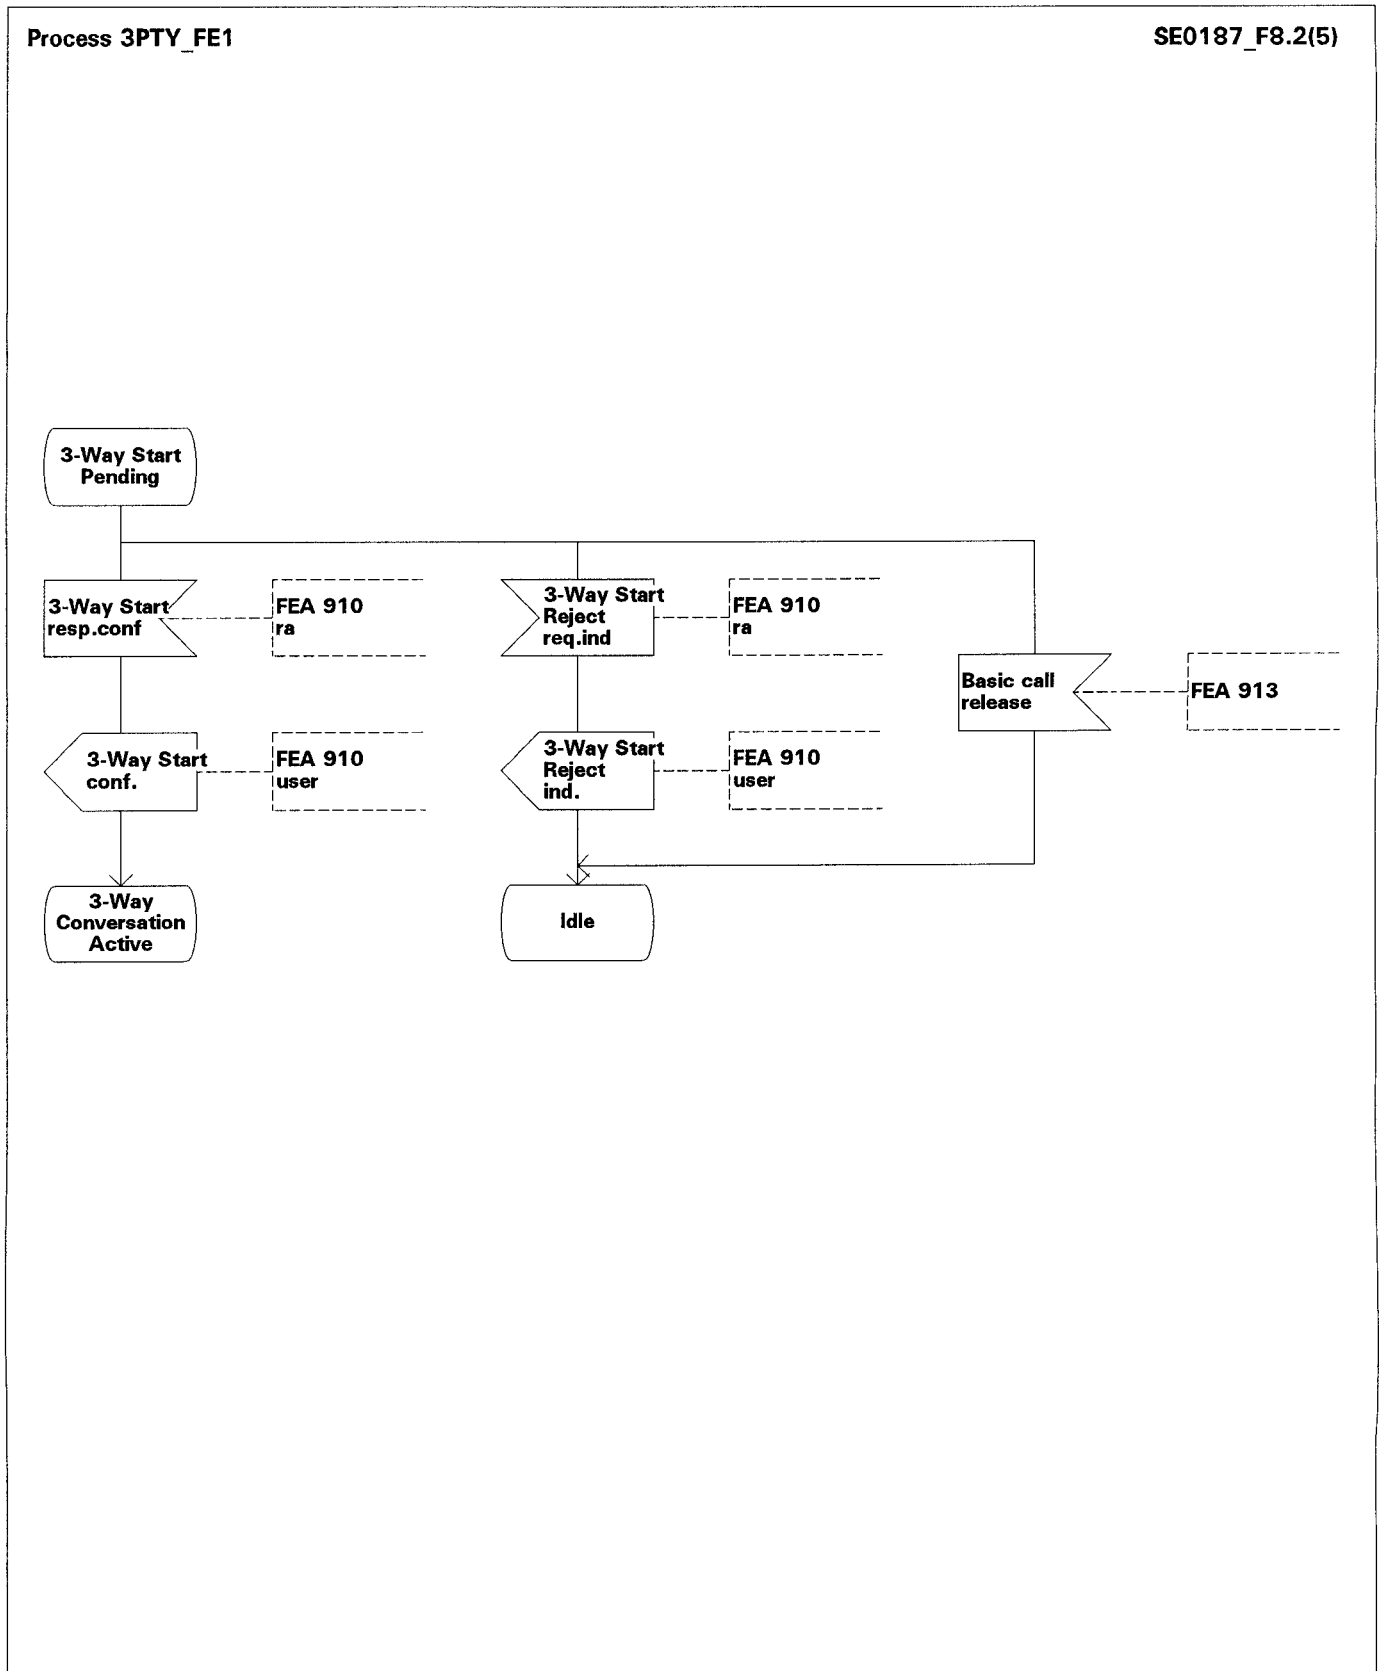 Process 3PTY_FE1
SE0187_F8.2(5)
3-Way Start
Pending
3-Way Start
resp.conf
FEA 910
ra
3-Way Start
Reject
req.ind
FEA 910
ra
Basic call
release
FEA 913
3-Way Start
conf.
FEA 910
user
3-Way Start
Reject
ind.
FEA 910
user
3-Way
Conversation
Active
Idle